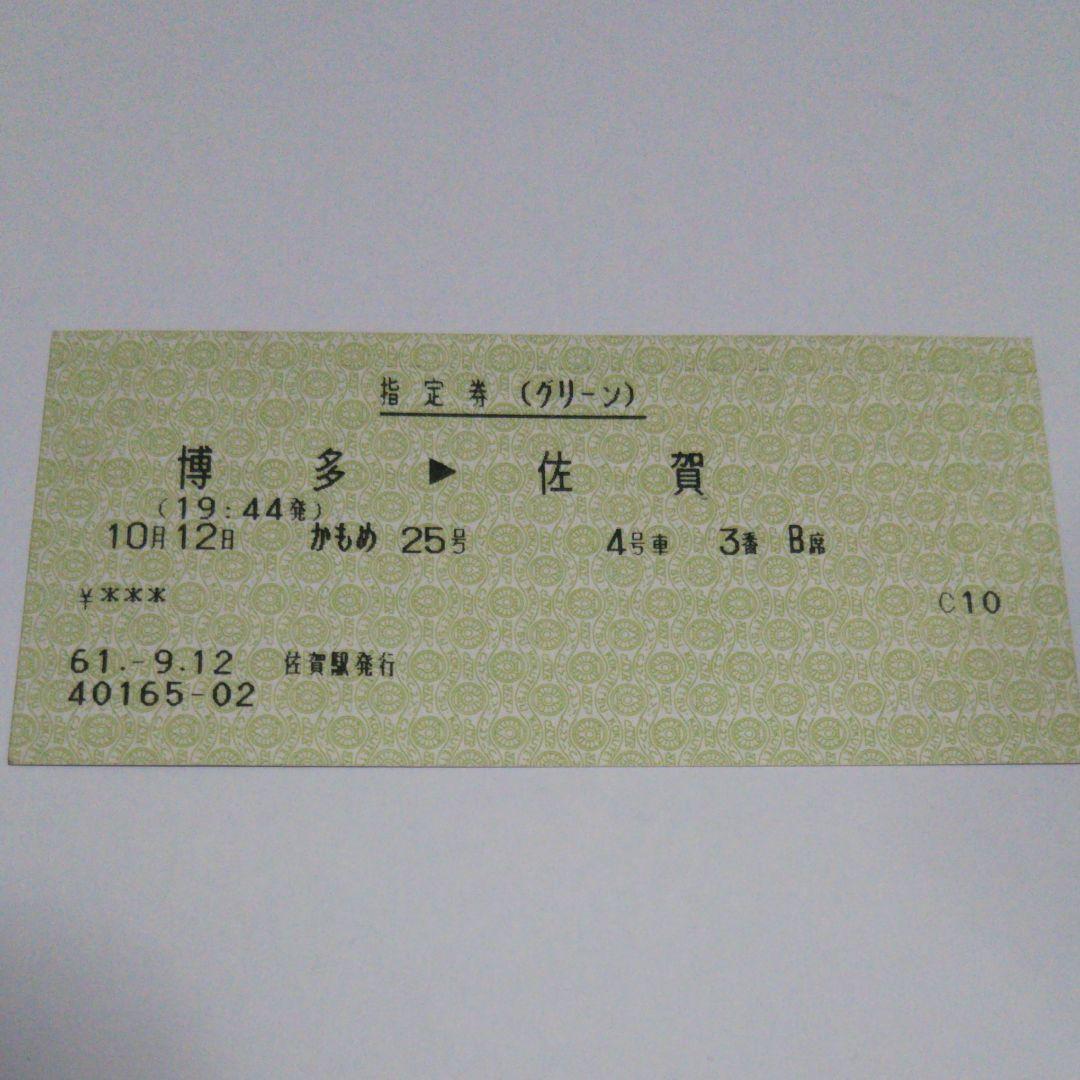 指定券 (グリーン)
博多 ▶ 佐賀
(19:44発)
10月12日 かもめ 25号 4号車 3番 B席
¥*** C10
61.-9.12 佐賀駅発行
40165-02